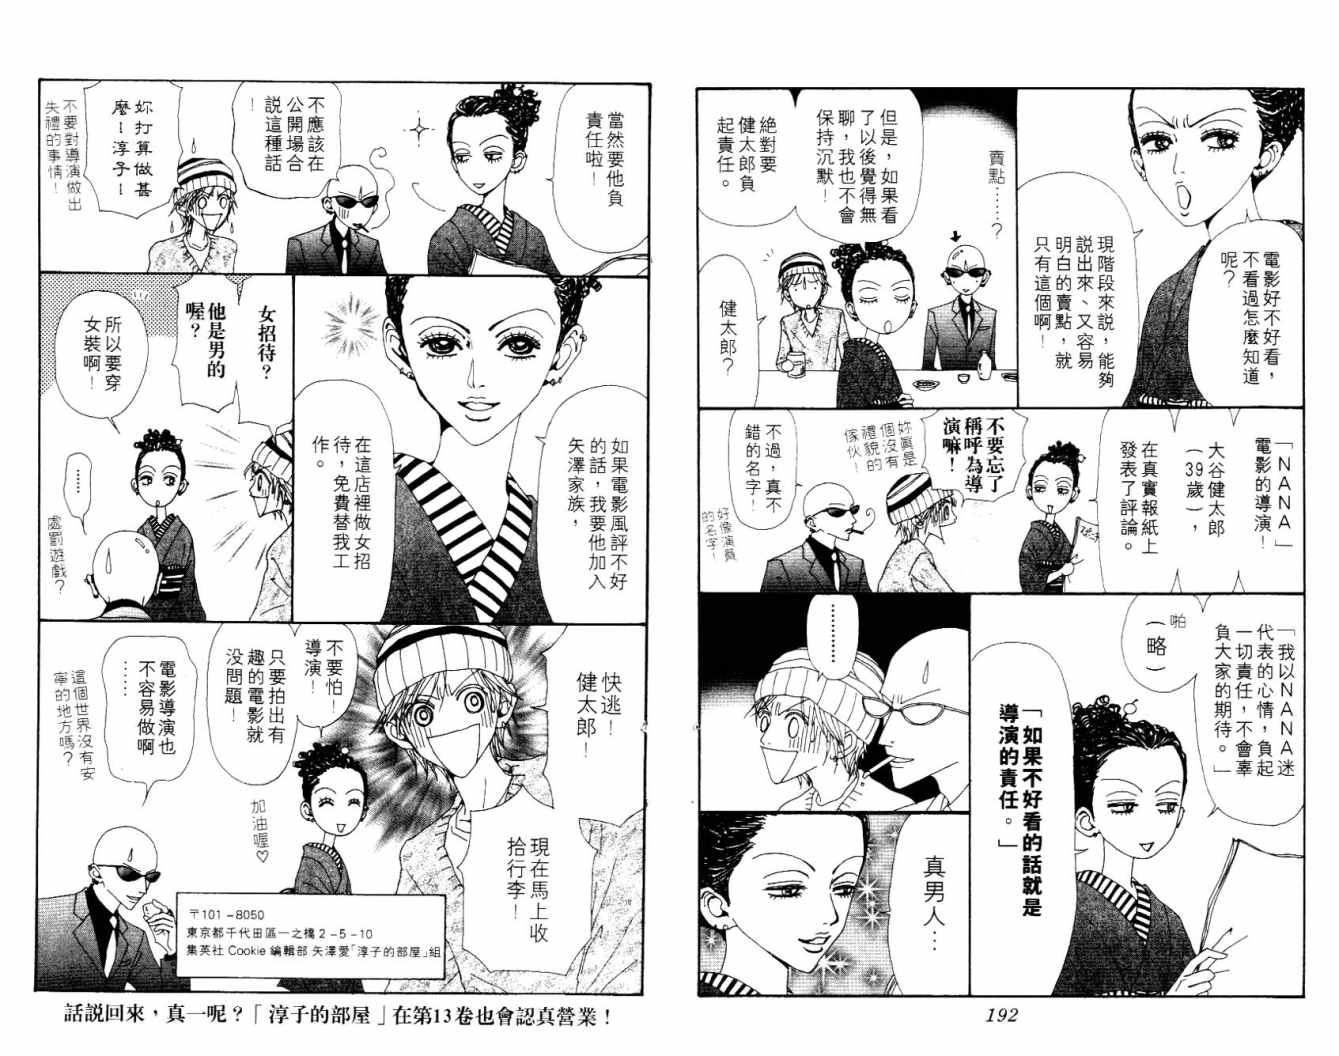 電影好不好看，
不看過怎麼知道
呢？
現階段來說，能夠
說出來、又容易
明白的賣點，就
只有這個啊！
賣點……？
但是，如果看
了以後覺得無
聊，我也不會
保持沉默！
絕對要
健太郎負
起責任。
健太郎？
「NANA」
電影的導演！
大谷健太郎
（39歲），
在真實報紙上
發表了評論。
不要忘了
稱呼為導
演嘛！
妳真是
個沒有
禮貌的
傢伙！
不過，真不
錯的名字！
好像演員
的名字！
「我以NANA迷
代表的心情，負起
一切責任，不會辜
負大家的期待。」
啪
（略）
「如果不好看的話就是
導演的責任。」
…………
真男人…
192
當然要他負
責任啦！
不應該在
公開場合
說這種話
！
妳打算做甚
麼！淳子！
不要對導演做出
失禮的事情！
如果電影風評不好
的話，我要他加入
矢澤家族，
在這店裡做女招
待，免費替我工
作。
女招待？
他是男的
喔？
所以要穿
女裝啊！
……
處罰遊戲？
快逃！
健太郎！
現在馬上收
拾行李！
不要怕！
導演！
只要拍出有
趣的電影就
没問題！
加油喔♡
電影導演也
不容易做啊
……
這個世界沒有安
寧的地方嗎？
〒101-8050
東京都千代田區一之橋2-5-10
集英社 Cookie 編輯部 矢澤愛「淳子的部屋」組
話說回來，真一呢？「淳子的部屋」在第13卷也會認真營業！